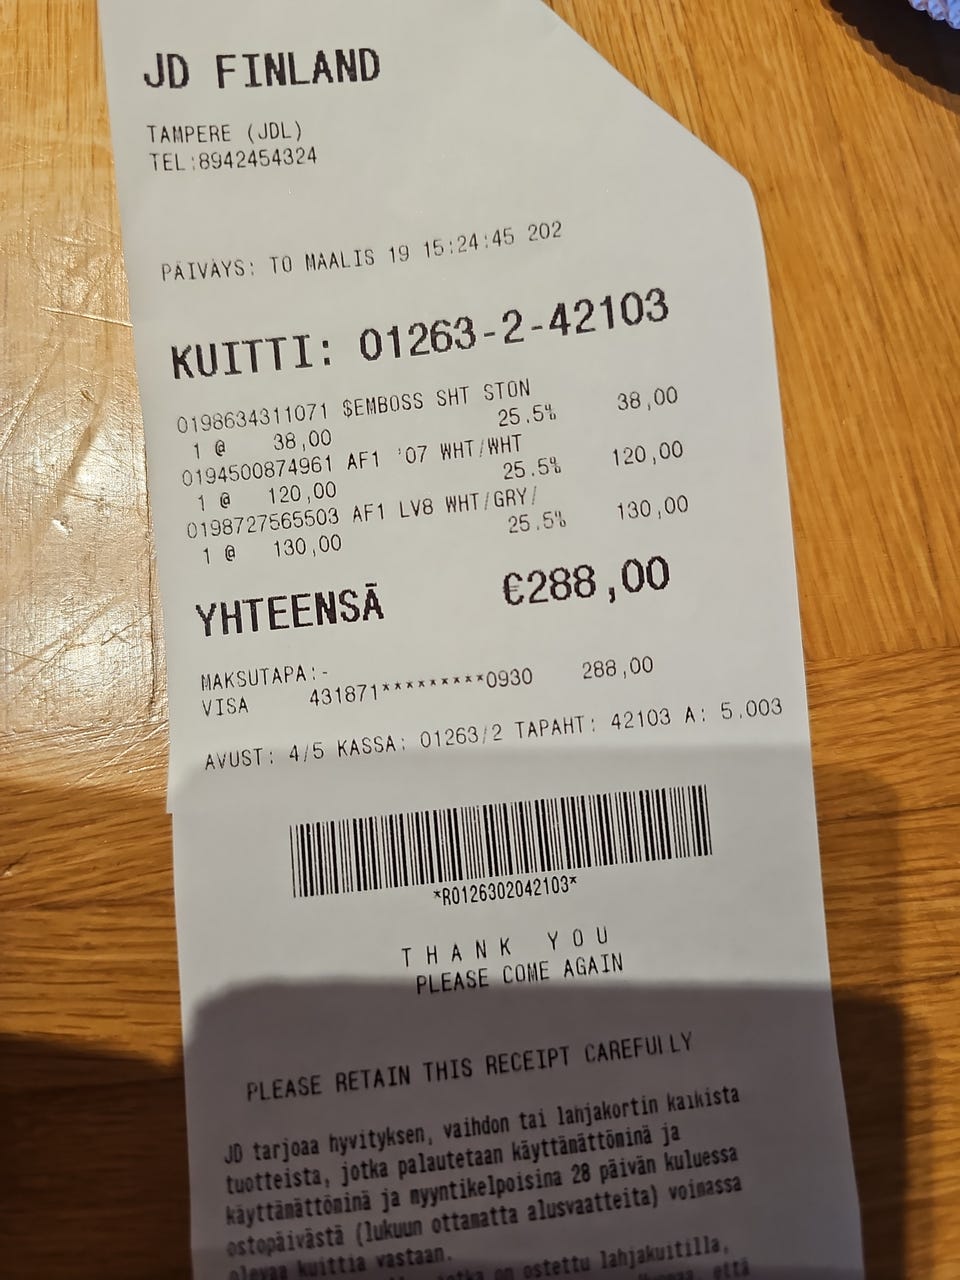 JD FINLAND
TAMPERE (JDL)
TEL:8942454324
PÄIVÄYS: TO MAALIS 19 15:24:45 202
KUITTI: 01263-2-42103
0198634311071 $EMBOSS SHT STON
1 @ 38,00 25.5% 38,00
0194500874961 AF1 '07 WHT/WHT
1 @ 120,00 25.5% 120,00
0198727565503 AF1 LV8 WHT/GRY/
1 @ 130,00 25.5% 130,00
YHTEENSÄ €288,00
MAKSUTAPA:-
VISA 431871*********0930 288,00
AVUST: 4/5 KASSA: 01263/2 TAPAHT: 42103 A: 5.003
*R0126302042103*
THANK YOU
PLEASE COME AGAIN
PLEASE RETAIN THIS RECEIPT CAREFULLY
JD tarjoaa hyvityksen, vaihdon tai lahjakortin kaikista
tuotteista, jotka palautetaan käyttämättöminä ja
käyttämättöminä ja myyntikelpoisina 28 päivän kuluessa
ostopäivästä (lukuun ottamatta alusvaatteita) voimassa
olevaa kuittia vastaan.
jotka on ostettu lahjakuitilla,
että